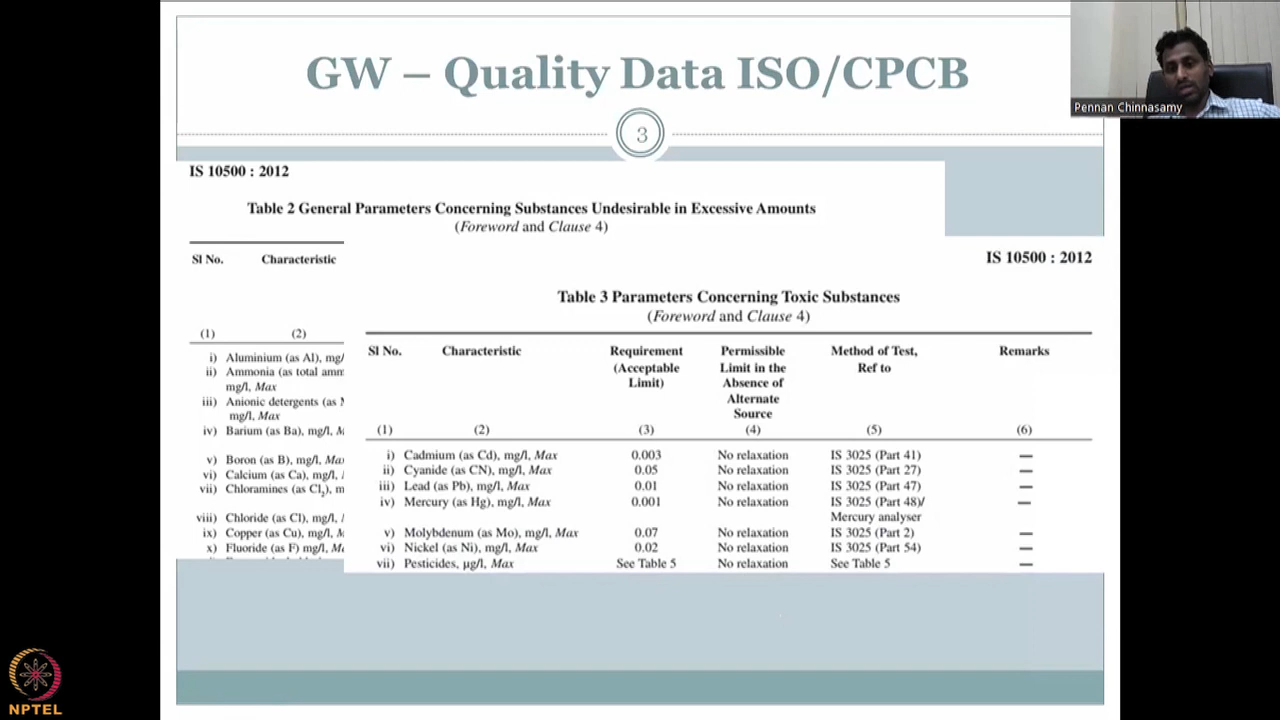 GW – Quality Data ISO/CPCB
Pennan Chinnasamy
3
IS 10500 : 2012
Table 2 General Parameters Concerning Substances Undesirable in Excessive Amounts
(Foreword and Clause 4)
Sl No. Characteristic
(1) (2)
i) Aluminium (as Al), mg/
ii) Ammonia (as total amm
mg/l, Max
iii) Anionic detergents (as
mg/l, Max
iv) Barium (as Ba), mg/l,
v) Boron (as B), mg/l, Ma
vi) Calcium (as Ca), mg/l,
vii) Chloramines (as Cl2), m
viii) Chloride (as Cl), mg/l,
ix) Copper (as Cu), mg/l,
x) Fluoride (as F) mg/l,
IS 10500 : 2012
Table 3 Parameters Concerning Toxic Substances
(Foreword and Clause 4)
Sl No. Characteristic Requirement Permissible Method of Test, Remarks
(Acceptable Limit in the Ref to
Limit) Absence of
Alternate
Source
(1) (2) (3) (4) (5) (6)
i) Cadmium (as Cd), mg/l, Max 0.003 No relaxation IS 3025 (Part 41) —
ii) Cyanide (as CN), mg/l, Max 0.05 No relaxation IS 3025 (Part 27) —
iii) Lead (as Pb), mg/l, Max 0.01 No relaxation IS 3025 (Part 47) —
iv) Mercury (as Hg), mg/l, Max 0.001 No relaxation IS 3025 (Part 48)/ —
Mercury analyser
v) Molybdenum (as Mo), mg/l, Max 0.07 No relaxation IS 3025 (Part 2) —
vi) Nickel (as Ni), mg/l, Max 0.02 No relaxation IS 3025 (Part 54) —
vii) Pesticides, µg/l, Max See Table 5 No relaxation See Table 5 —
NPTEL